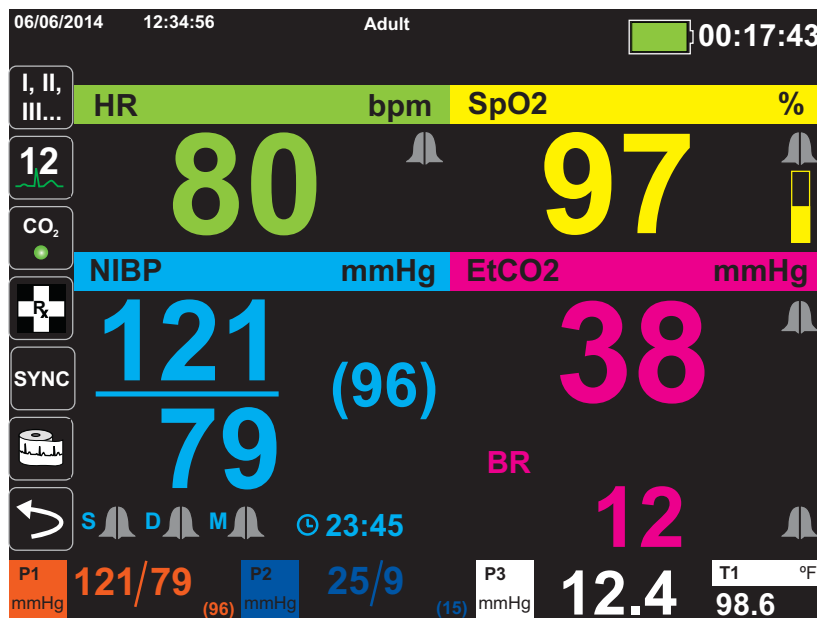 06/06/2014 12:34:56 Adult 00:17:43
I, II,
III...
HR bpm SpO2 %
80 97
12
CO2
NIBP mmHg EtCO2 mmHg
Rx
121 (96) 38
79
SYNC
BR
12
S D M 23:45
P1 mmHg 121/79 (96) P2 mmHg 25/9 (15) P3 mmHg 12.4 T1 ºF 98.6